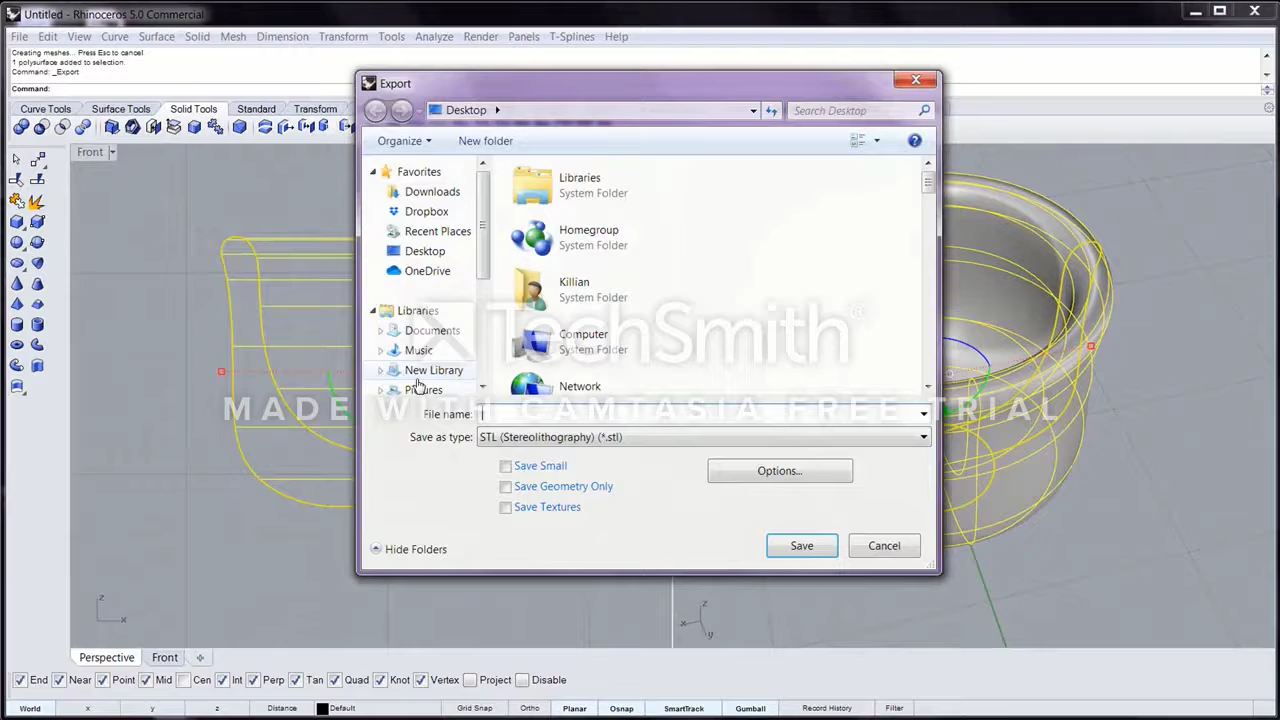 Untitled - Rhinoceros 5.0 Commercial
File Edit View Curve Surface Solid Mesh Dimension Transform Tools Analyze Render Panels T-Splines Help
Creating meshes... Press Esc to cancel
1 polysurface added to selection.
Command: _Export
Command:
Curve Tools Surface Tools Solid Tools Standard Transform
Front
Export
Desktop
Search Desktop
Organize New folder
Favorites
Downloads
Dropbox
Recent Places
Desktop
OneDrive
Libraries
Documents
Music
New Library
Pictures
Libraries
System Folder
Homegroup
System Folder
Killian
System Folder
Computer
System Folder
Network
TechSmith®
MADE WITH CAMTASIA FREE TRIAL
File name:
Save as type: STL (Stereolithography) (*.stl)
Save Small
Save Geometry Only
Save Textures
Options...
Hide Folders
Save Cancel
z
x
z
x
y
Perspective Front
End Near Point Mid Cen Int Perp Tan Quad Knot Vertex Project Disable
World x y z Distance Default Grid Snap Ortho Planar Osnap SmartTrack Gumball Record History Filter